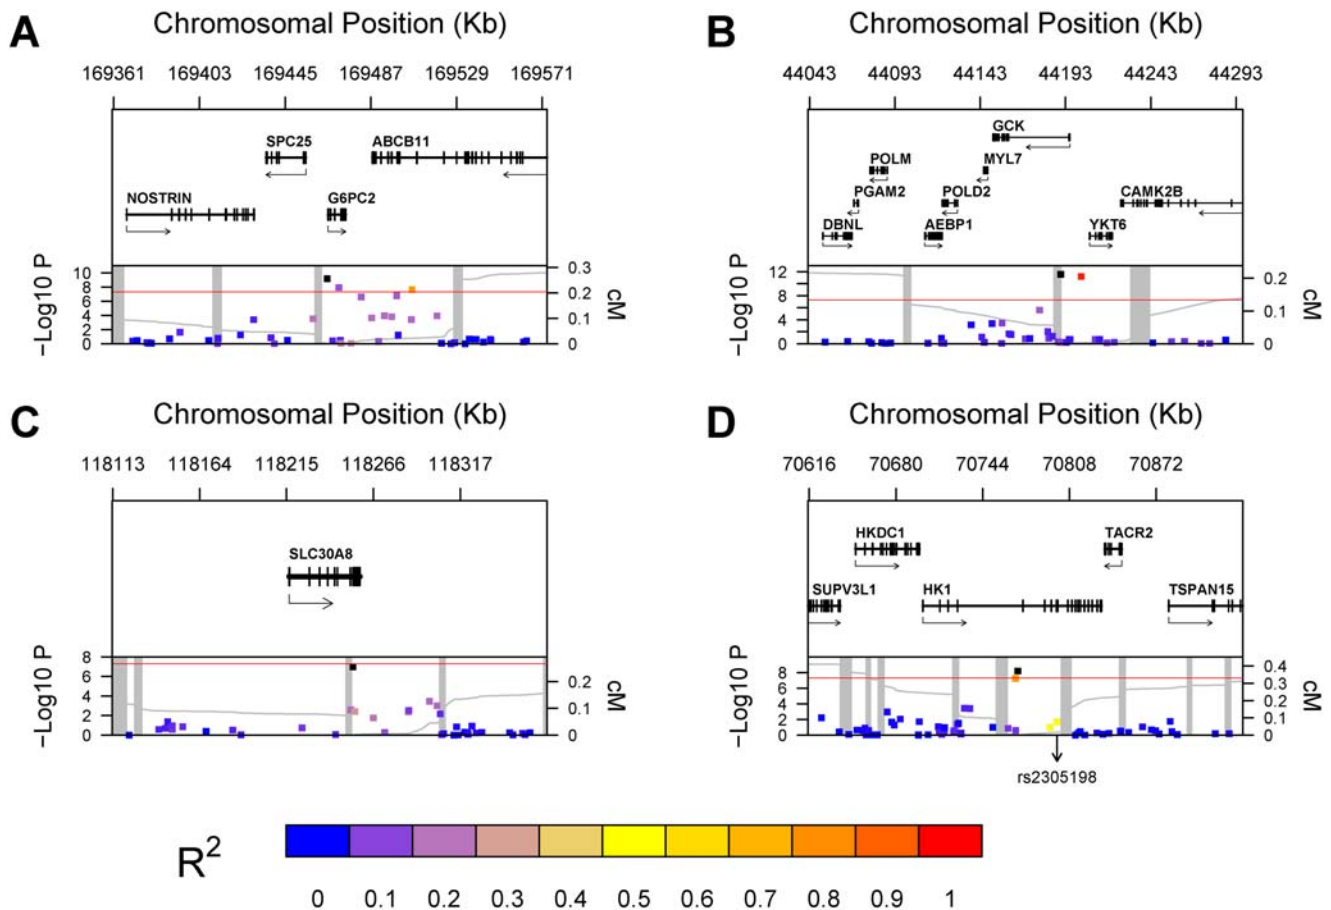 A
Chromosomal Position (Kb)
169361 169403 169445 169487 169529 169571
SPC25 ABCB11
NOSTRIN G6PC2
−Log10 P
10
8
6
4
2
0
0.3
0.2
0.1
0
cM
B
Chromosomal Position (Kb)
44043 44093 44143 44193 44243 44293
GCK
POLM MYL7
PGAM2 POLD2 CAMK2B
DBNL AEBP1 YKT6
−Log10 P
12
8
4
0
0.2
0.1
0
cM
C
Chromosomal Position (Kb)
118113 118164 118215 118266 118317
SLC30A8
−Log10 P
8
6
4
2
0
0.2
0.1
0
cM
D
Chromosomal Position (Kb)
70616 70680 70744 70808 70872
HKDC1 TACR2
SUPV3L1 HK1 TSPAN15
−Log10 P
8
6
4
2
0
0.4
0.3
0.2
0.1
0
cM
rs2305198
R2
0 0.1 0.2 0.3 0.4 0.5 0.6 0.7 0.8 0.9 1